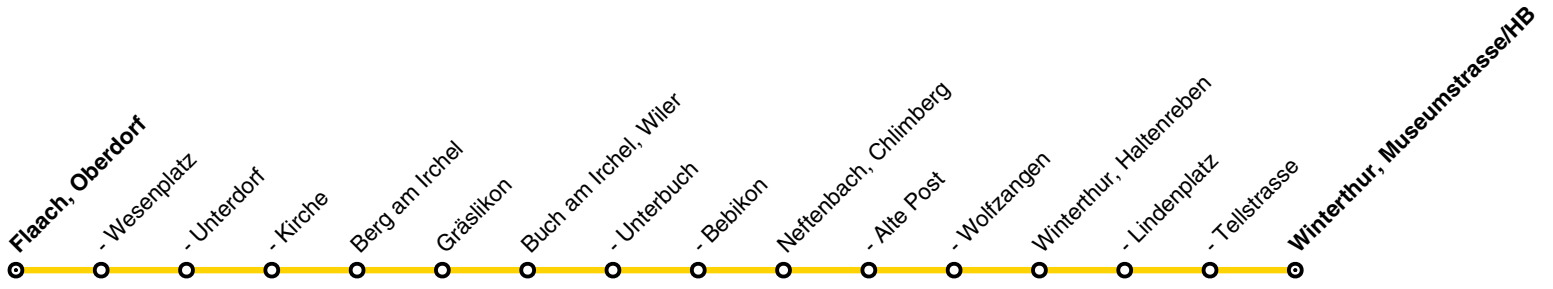 Flaach, Oberdorf
- Wesenplatz
- Unterdorf
- Kirche
Berg am Irchel
Gräslikon
Buch am Irchel, Wiler
- Unterbuch
- Bebikon
Neftenbach, Chlimberg
- Alte Post
- Wolfzangen
Winterthur, Haltenreben
- Lindenplatz
- Tellstrasse
Winterthur, Museumstrasse/HB